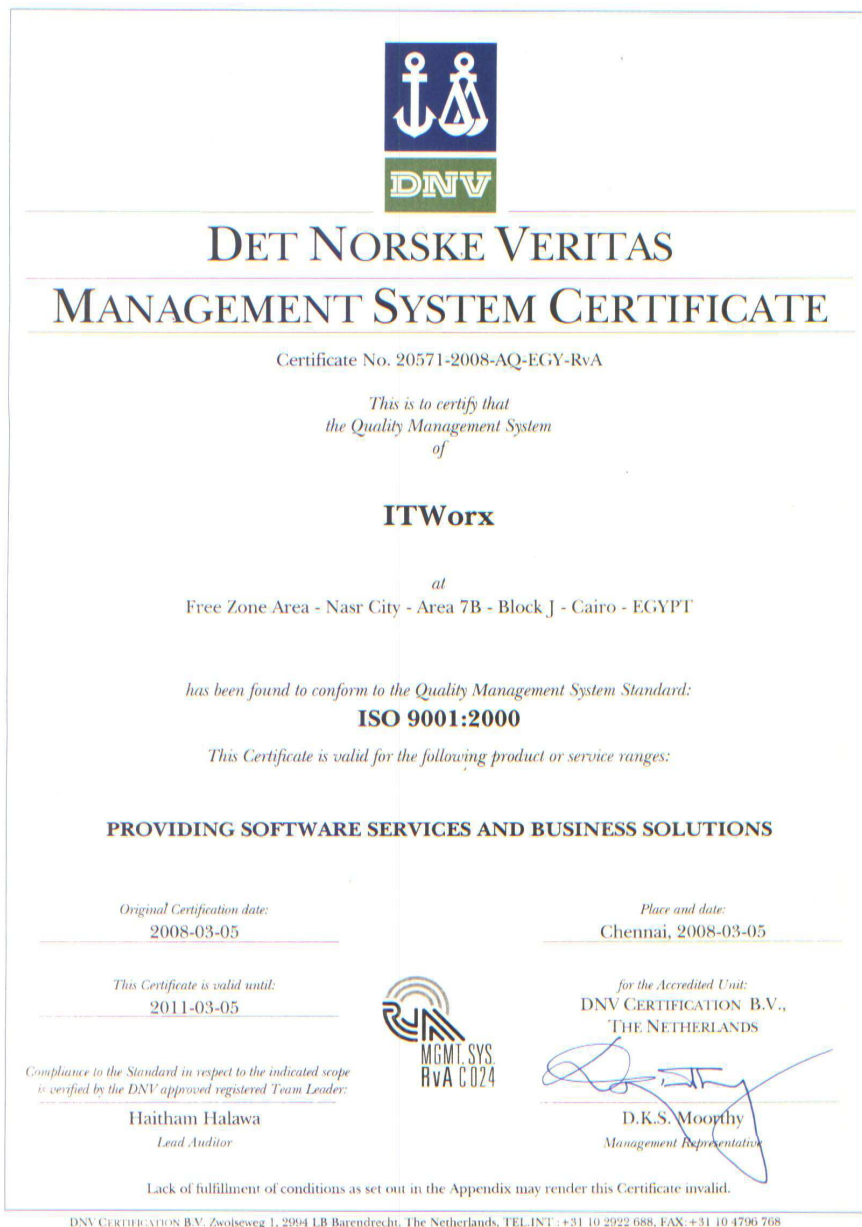 DNV
DET NORSKE VERITAS
MANAGEMENT SYSTEM CERTIFICATE
Certificate No. 20571-2008-AQ-EGY-RvA
This is to certify that
the Quality Management System
of
ITWorx
at
Free Zone Area - Nasr City - Area 7B - Block J - Cairo - EGYPT
has been found to conform to the Quality Management System Standard:
ISO 9001:2000
This Certificate is valid for the following product or service ranges:
PROVIDING SOFTWARE SERVICES AND BUSINESS SOLUTIONS
Original Certification date:
2008-03-05
This Certificate is valid until:
2011-03-05
Compliance to the Standard in respect to the indicated scope
is verified by the DNV approved registered Team Leader:
Haitham Halawa
Lead Auditor
RvA
MGMT. SYS.
RvA C 024
Place and date:
Chennai, 2008-03-05
for the Accredited Unit:
DNV CERTIFICATION B.V.,
THE NETHERLANDS
D.K.S. Moorthy
Management Representative
Lack of fulfillment of conditions as set out in the Appendix may render this Certificate invalid.
DNV CERTIFICATION B.V. Zwolseweg 1, 2994 LB Barendrecht, The Netherlands, TEL.INT : +31 10 2922 688, FAX: +31 10 4796 768